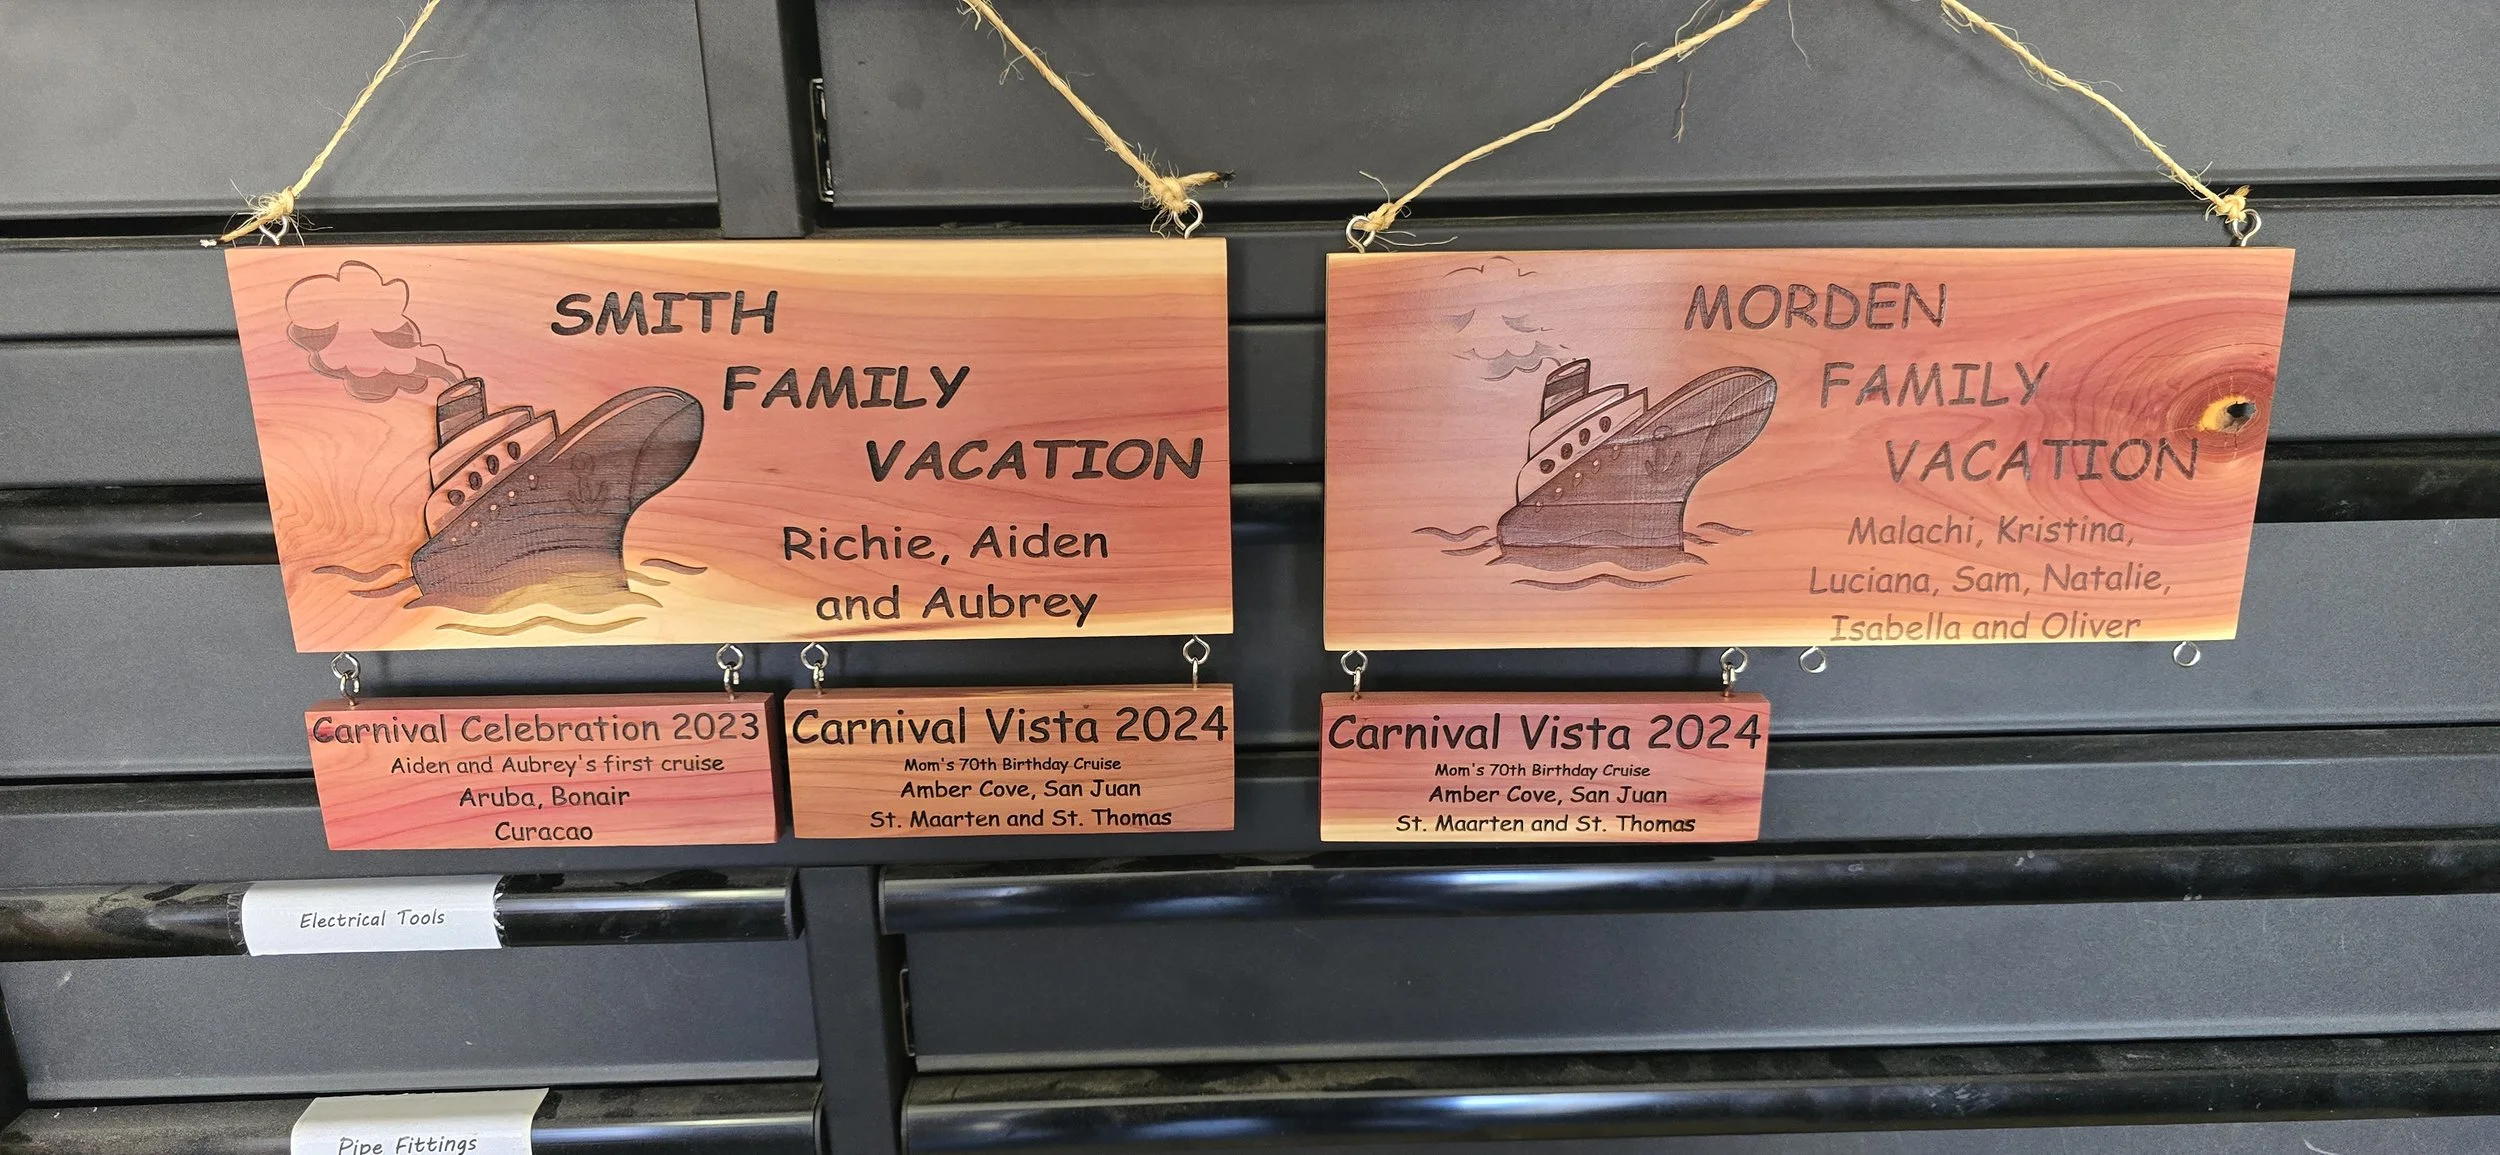 SMITH
FAMILY
VACATION
Richie, Aiden
and Aubrey
Carnival Celebration 2023
Aiden and Aubrey's first cruise
Aruba, Bonair
Curacao
Carnival Vista 2024
Mom's 70th Birthday Cruise
Amber Cove, San Juan
St. Maarten and St. Thomas
MORDEN
FAMILY
VACATION
Malachi, Kristina,
Luciana, Sam, Natalie,
Isabella and Oliver
Carnival Vista 2024
Mom's 70th Birthday Cruise
Amber Cove, San Juan
St. Maarten and St. Thomas
Electrical Tools
Pipe Fittings